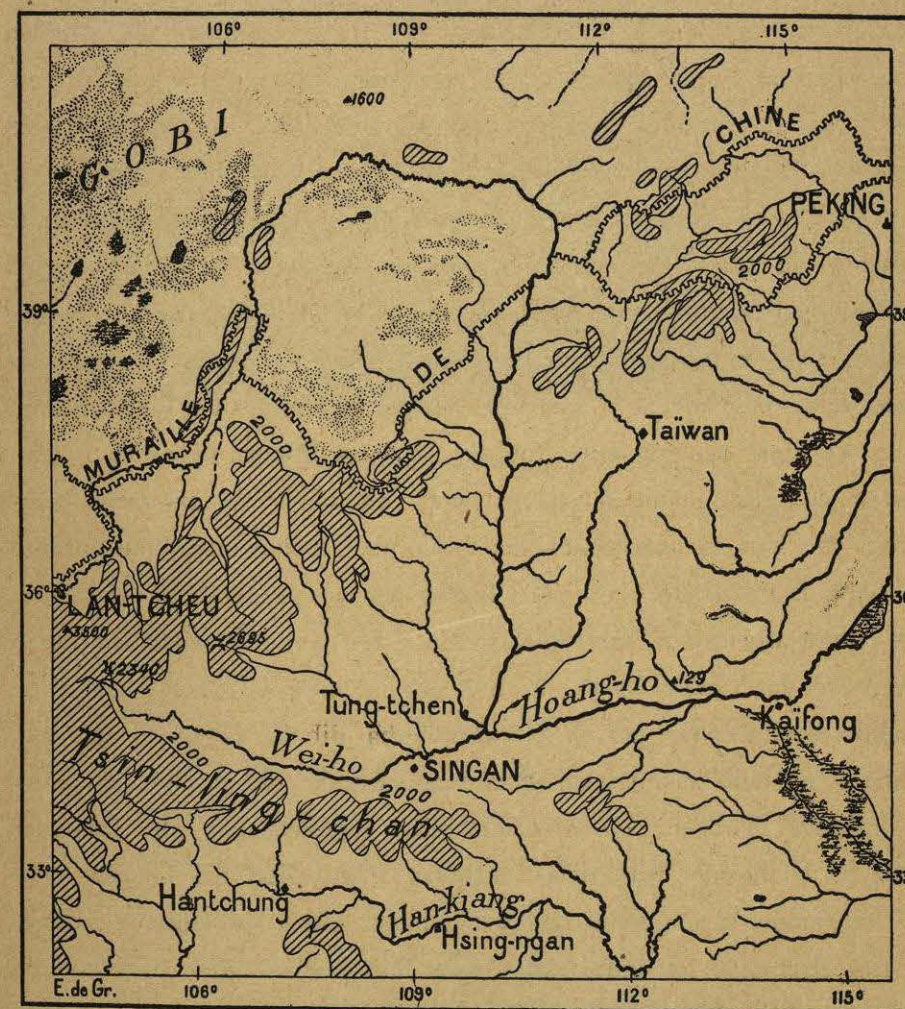 106°
109°
112°
115°
1600
GOBI
CHINE
PEKING
2000
39°
DE
MURAILLE
2000
Taïwan
36°
LAN-TCHEU
3500
2695
2340
129
Tung-tchen
Hoang-ho
Kaïfong
Wei-ho
2000
SINGAN
Tsin-ling-chan
2000
33°
Hantchung
Han-kiang
Hsing-ngan
E. de Gr.
106°
109°
112°
115°